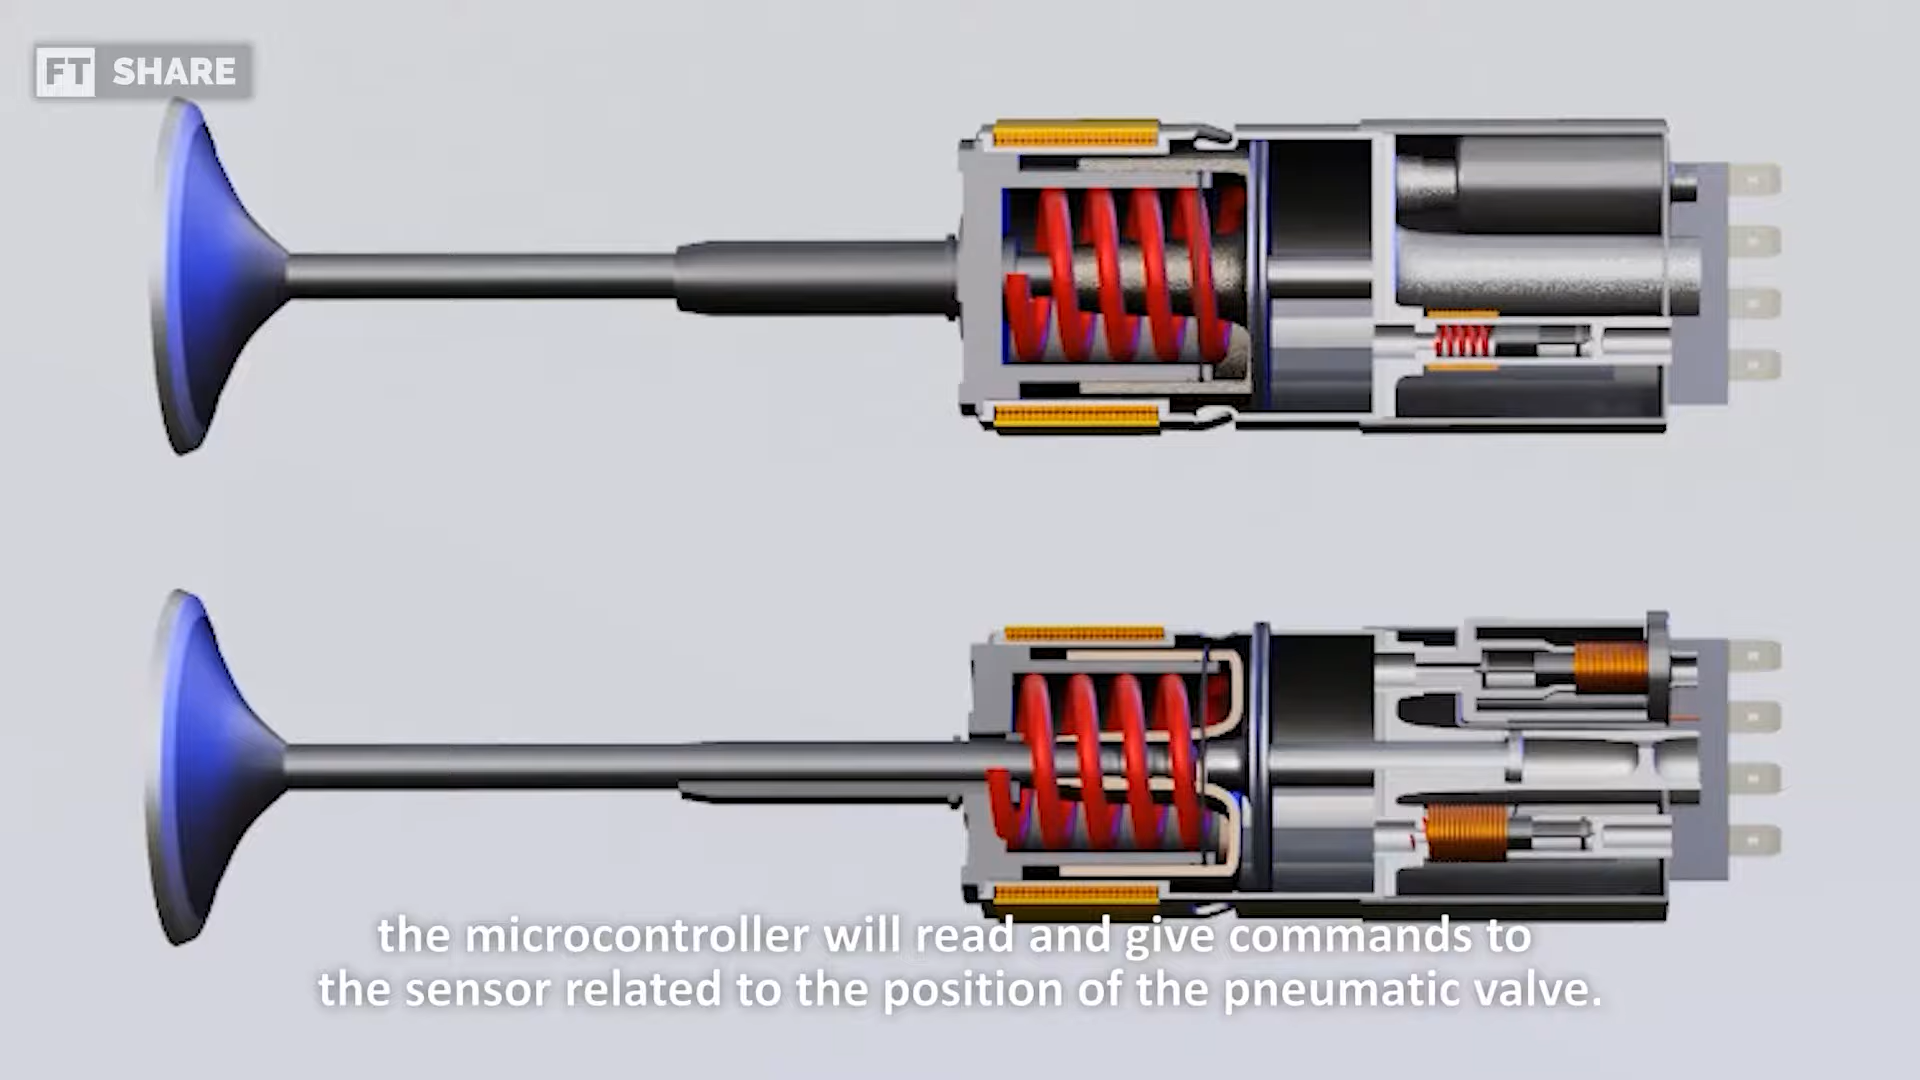 FT SHARE
the microcontroller will read and give commands to
the sensor related to the position of the pneumatic valve.